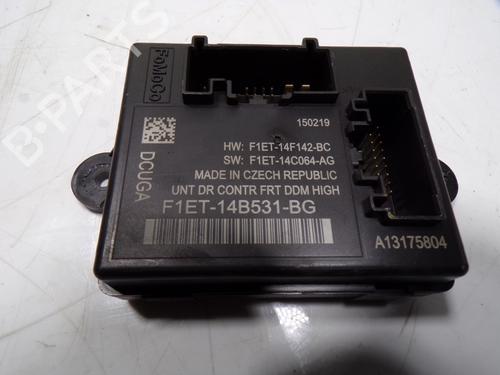 FoMoCo
150219
HW: F1ET-14F142-BC
SW: F1ET-14C064-AG
MADE IN CZECH REPUBLIC
UNT DR CONTR FRT DDM HIGH
F1ET-14B531-BG
DCUGA
A13175804
B-PARTS